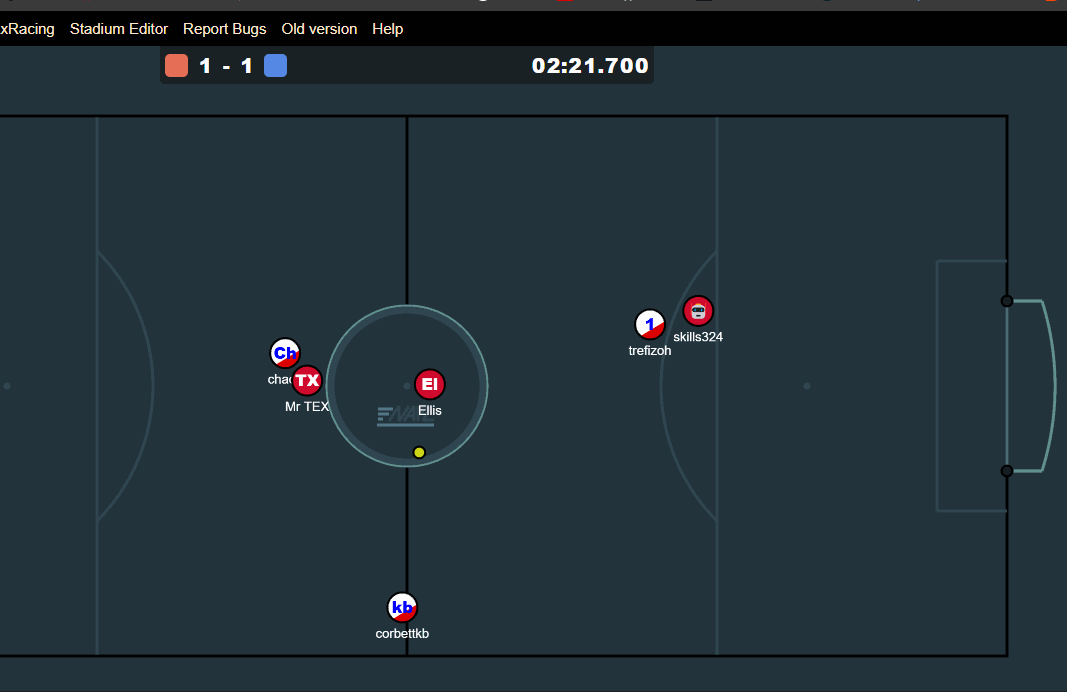 xRacing Stadium Editor Report Bugs Old version Help
1 - 1 02:21.700
1
skills324
trefizoh
Ch
chao
TX
Mr TEX
El
Ellis
kb
corbettkb